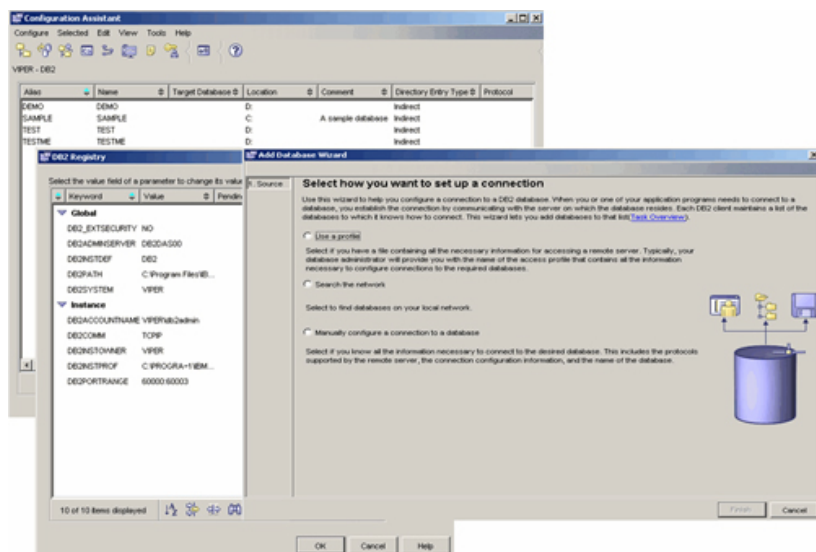 Configuration Assistant
Configure Selected Edit View Tools Help
VIPER - DB2
Alias Name Target Database Location Comment Directory Entry Type Protocol
DEMO DEMO D: Indirect
SAMPLE SAMPLE C: A sample database Indirect
TEST TEST D: Indirect
TESTME TESTME D: Indirect
DB2 Registry
Select the value field of a parameter to change its value
Keyword Value Pendin
Global
DB2_EXTSECURITY NO
DB2ADMINSERVER DB2DAS00
DB2INSTDEF DB2
DB2PATH C:\Program Files\IB...
DB2SYSTEM VIPER
Instance
DB2ACCOUNTNAME VIPER\db2admin
DB2COMM TCPIP
DB2INSTOWNER VIPER
DB2INSTPROF C:\PROGRA~1\IBM...
DB2PORTRANGE 60000:60003
10 of 10 items displayed
OK Cancel Help
Add Database Wizard
1. Source
Select how you want to set up a connection
Use this wizard to help you configure a connection to a DB2 database. When you or one of your application programs needs to connect to a
database, you establish the connection by communicating with the server on which the database resides. Each DB2 client maintains a list of the
databases to which it knows how to connect. This wizard lets you add databases to that list(Task Overview).
Use a profile
Select if you have a file containing all the necessary information for accessing a remote server. Typically, your
database administrator will provide you with the name of the access profile that contains all the information
necessary to configure connections to the required databases.
Search the network
Select to find databases on your local network.
Manually configure a connection to a database
Select if you know all the information necessary to connect to the desired database. This includes the protocols
supported by the remote server, the connection configuration information, and the name of the database.
Finish Cancel